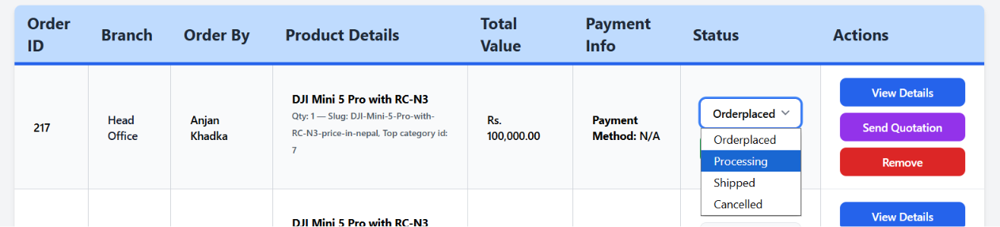 Order ID
Branch
Order By
Product Details
Total Value
Payment Info
Status
Actions
217
Head
Office
Anjan
Khadka
DJI Mini 5 Pro with RC-N3
Qty: 1 — Slug: DJI-Mini-5-Pro-with-
RC-N3-price-in-nepal, Top category id:
7
Rs.
100,000.00
Payment
Method: N/A
Orderplaced
Orderplaced
Processing
Shipped
Cancelled
View Details
Send Quotation
Remove
DJI Mini 5 Pro with RC-N3
View Details